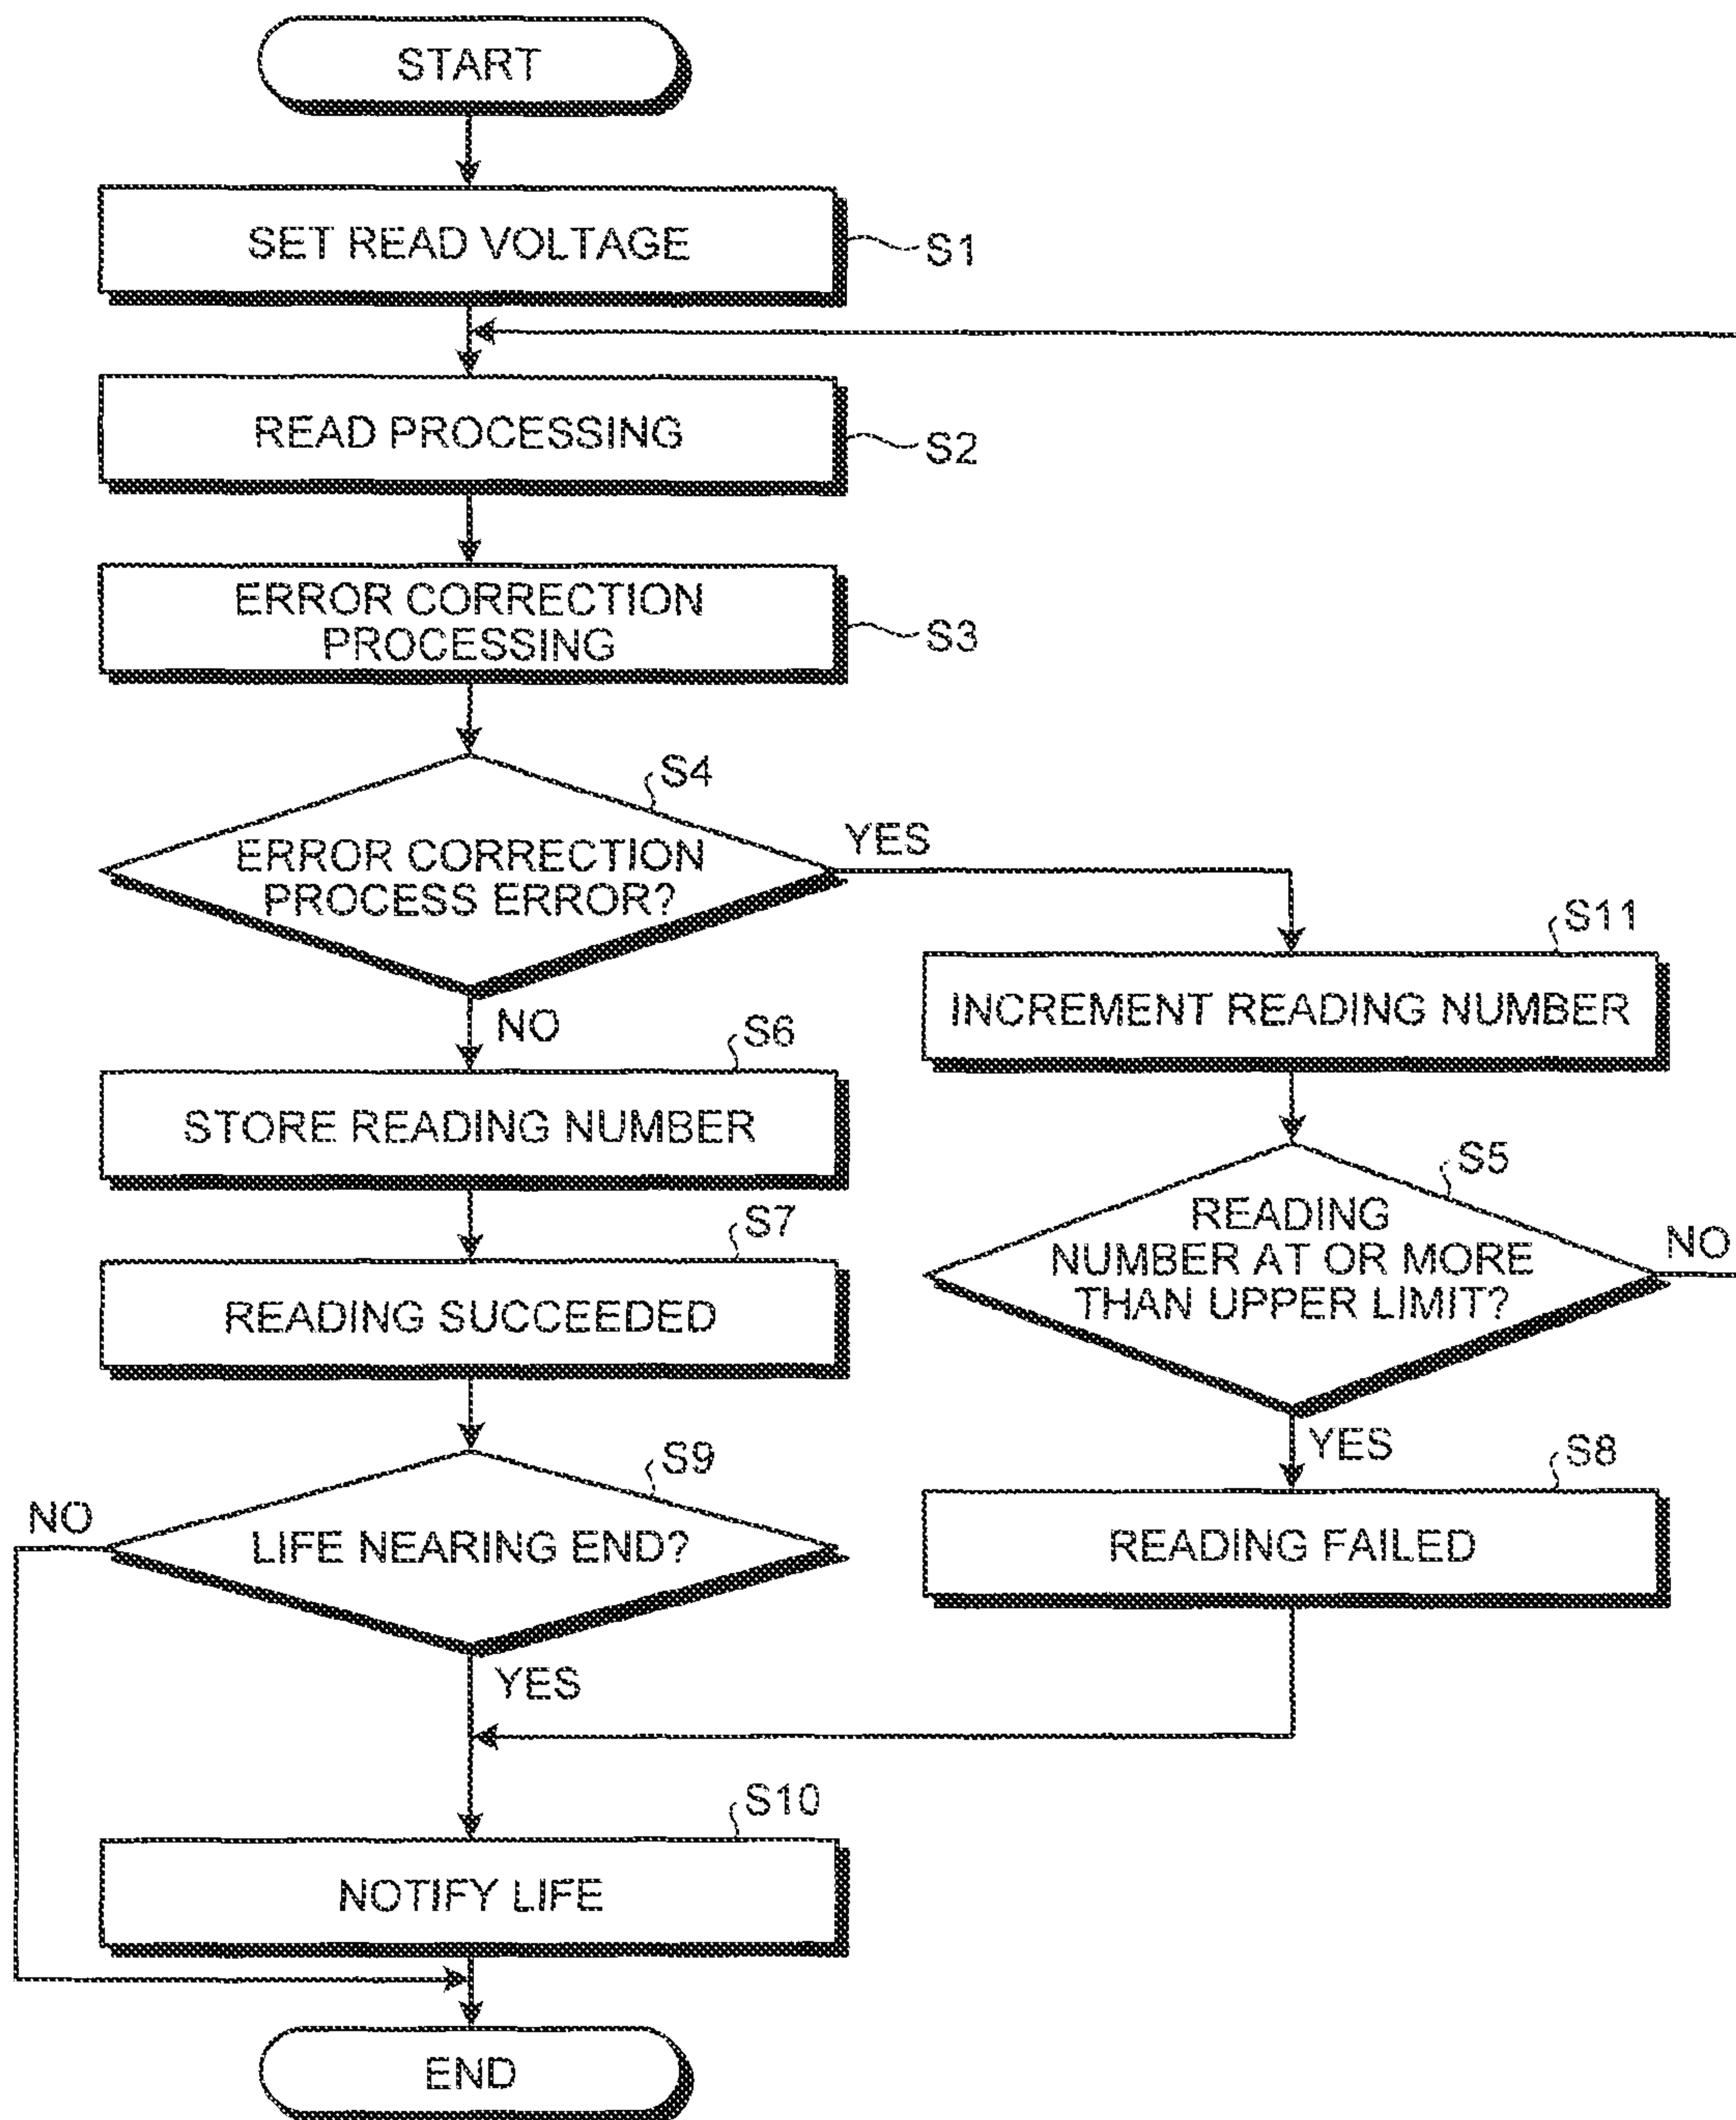 START
SET READ VOLTAGE
S1
READ PROCESSING
S2
ERROR CORRECTION
PROCESSING
S3
S4
ERROR CORRECTION
PROCESS ERROR?
YES
NO
S11
INCREMENT READING NUMBER
S6
STORE READING NUMBER
S5
READING
NUMBER AT OR MORE
THAN UPPER LIMIT?
NO
YES
S7
READING SUCCEEDED
S9
LIFE NEARING END?
NO
YES
S8
READING FAILED
S10
NOTIFY LIFE
END